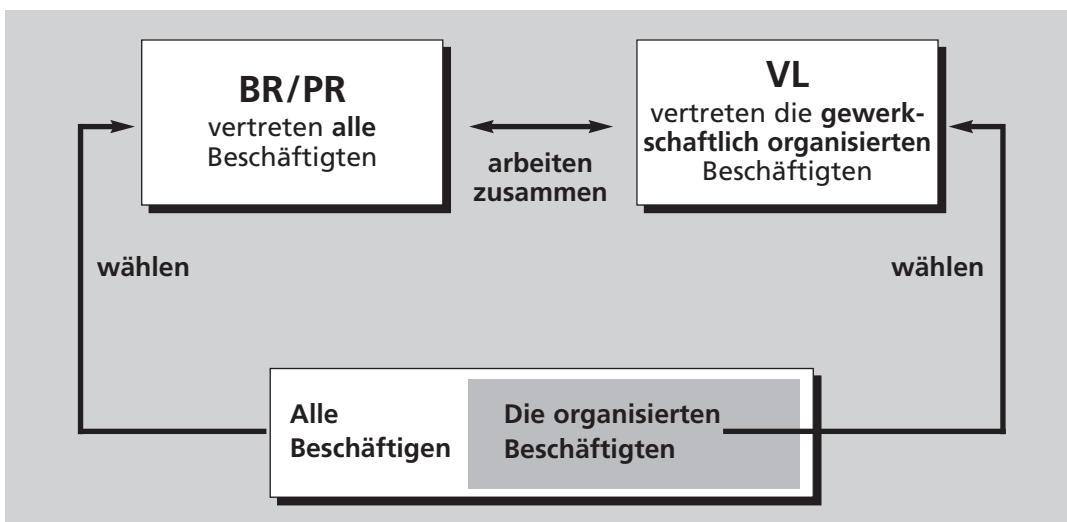 BR/PR
vertreten alle
Beschäftigten
VL
vertreten die gewerk-
schaftlich organisierten
Beschäftigten
arbeiten
zusammen
wählen
wählen
Alle
Beschäftigen
Die organisierten
Beschäftigten